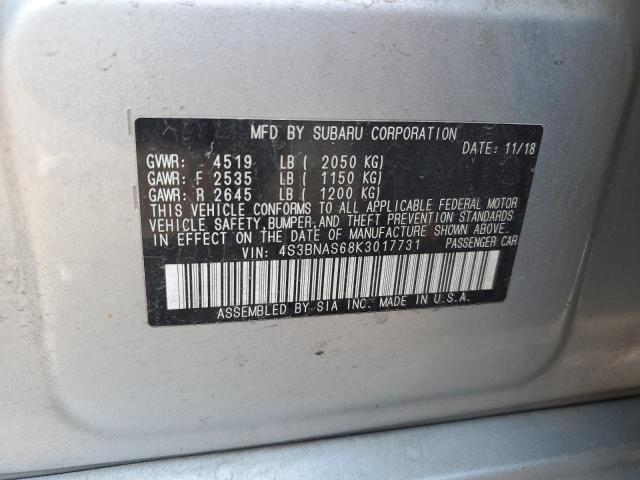 MFD BY SUBARU CORPORATION
DATE: 11/18
GVWR: 4519 LB ( 2050 KG)
GAWR: F 2535 LB ( 1150 KG)
GAWR: R 2645 LB ( 1200 KG)
THIS VEHICLE CONFORMS TO ALL APPLICABLE FEDERAL MOTOR
VEHICLE SAFETY, BUMPER, AND THEFT PREVENTION STANDARDS
IN EFFECT ON THE DATE OF MANUFACTURE SHOWN ABOVE.
VIN: 4S3BNAS68K3017731 PASSENGER CAR
ASSEMBLED BY SIA INC. MADE IN U.S.A.